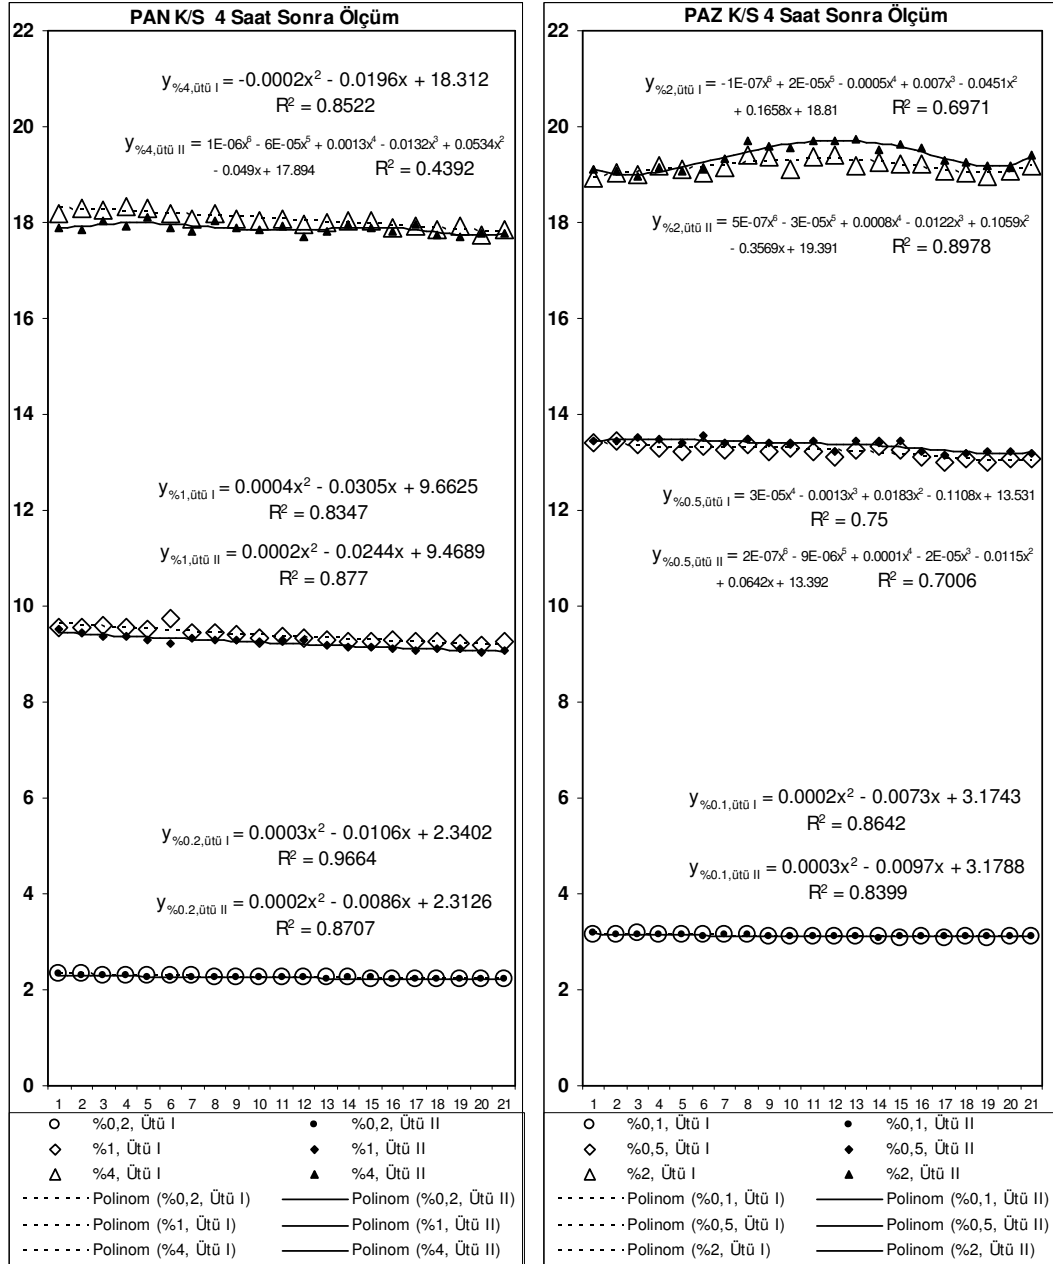 PAN K/S 4 Saat Sonra Ölçüm
22
20
18
16
14
12
10
8
6
4
2
0
y%4,ütü I = -0.0002x² - 0.0196x + 18.312
R² = 0.8522
y%4,ütü II = 1E-06x⁶ - 6E-05x⁵ + 0.0013x⁴ - 0.0132x³ + 0.0534x²
- 0.049x + 17.894 R² = 0.4392
y%1,ütü I = 0.0004x² - 0.0305x + 9.6625
R² = 0.8347
y%1,ütü II = 0.0002x² - 0.0244x + 9.4689
R² = 0.877
y%0.2,ütü I = 0.0003x² - 0.0106x + 2.3402
R² = 0.9664
y%0.2,ütü II = 0.0002x² - 0.0086x + 2.3126
R² = 0.8707
1 2 3 4 5 6 7 8 9 10 11 12 13 14 15 16 17 18 19 20 21
%0,2, Ütü I %0,2, Ütü II
%1, Ütü I %1, Ütü II
%4, Ütü I %4, Ütü II
Polinom (%0,2, Ütü I) Polinom (%0,2, Ütü II)
Polinom (%1, Ütü I) Polinom (%1, Ütü II)
Polinom (%4, Ütü I) Polinom (%4, Ütü II)
PAZ K/S 4 Saat Sonra Ölçüm
22
20
18
16
14
12
10
8
6
4
2
0
y%2,ütü I = -1E-07x⁶ + 2E-05x⁵ - 0.0005x⁴ + 0.007x³ - 0.0451x²
+ 0.1658x + 18.81 R² = 0.6971
y%2,ütü II = 5E-07x⁶ - 3E-05x⁵ + 0.0008x⁴ - 0.0122x³ + 0.1059x²
- 0.3569x + 19.391 R² = 0.8978
y%0.5,ütü I = 3E-05x⁴ - 0.0013x³ + 0.0183x² - 0.1108x + 13.531
R² = 0.75
y%0.5,ütü II = 2E-07x⁶ - 9E-06x⁵ + 0.0001x⁴ - 2E-05x³ - 0.0115x²
+ 0.0642x + 13.392 R² = 0.7006
y%0.1,ütü I = 0.0002x² - 0.0073x + 3.1743
R² = 0.8642
y%0.1,ütü II = 0.0003x² - 0.0097x + 3.1788
R² = 0.8399
1 2 3 4 5 6 7 8 9 10 11 12 13 14 15 16 17 18 19 20 21
%0,1, Ütü I %0,1, Ütü II
%0,5, Ütü I %0,5, Ütü II
%2, Ütü I %2, Ütü II
Polinom (%0,1, Ütü I) Polinom (%0,1, Ütü II)
Polinom (%0,5, Ütü I) Polinom (%0,5, Ütü II)
Polinom (%2, Ütü I) Polinom (%2, Ütü II)